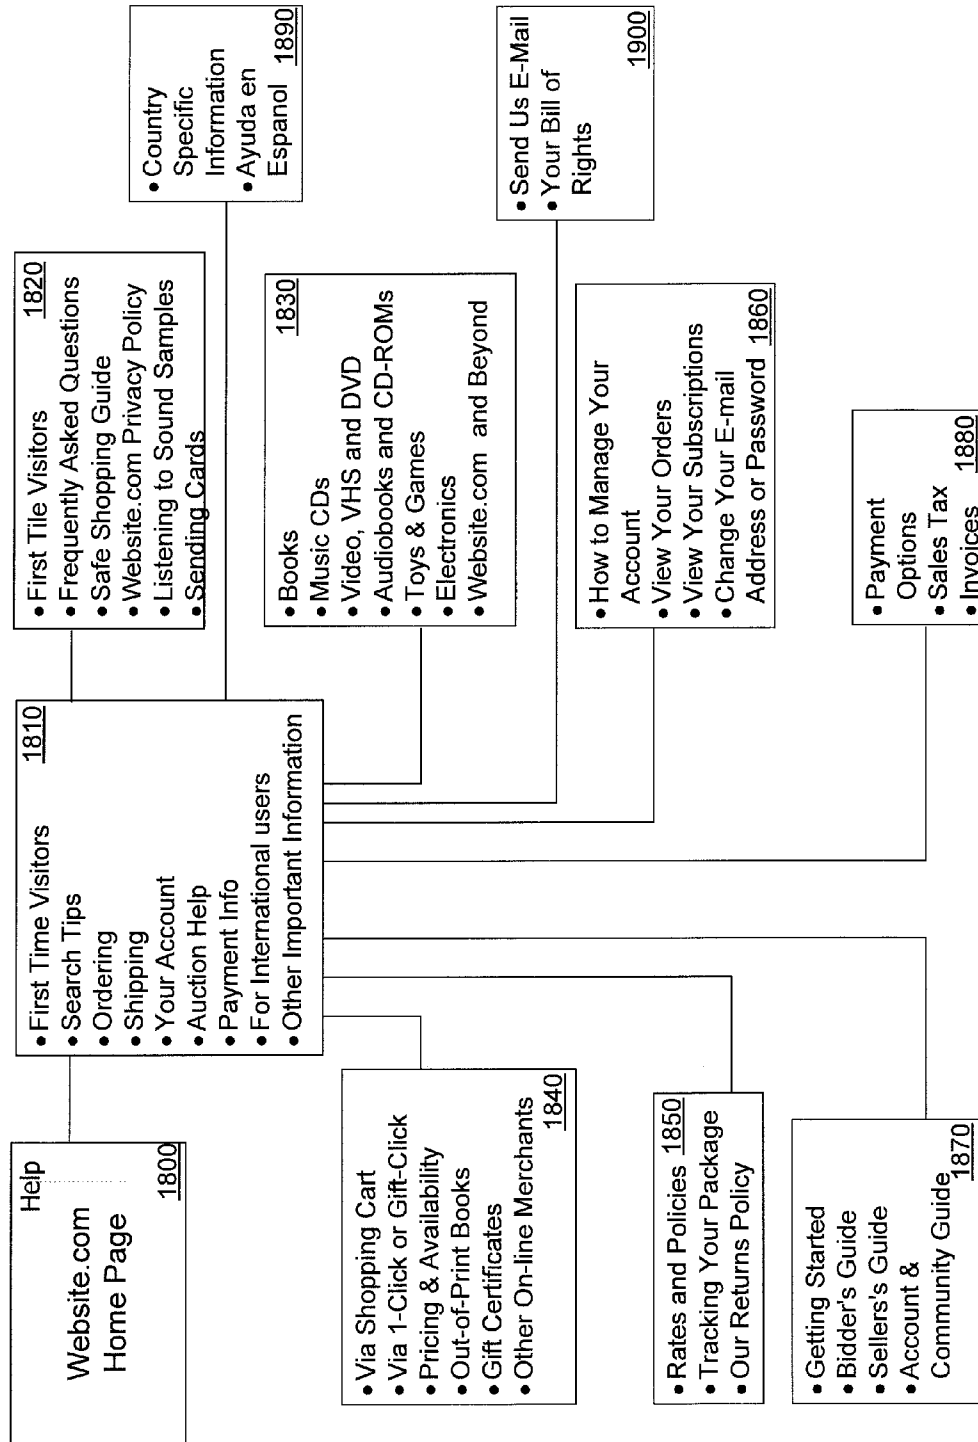 Help
Website.com
Home Page
1800
• First Time Visitors
1810
• Search Tips
• Ordering
• Shipping
• Your Account
• Auction Help
• Payment Info
• For International users
• Other Important Information
• First Tile Visitors
1820
• Frequently Asked Questions
• Safe Shopping Guide
• Website.com Privacy Policy
• Listening to Sound Samples
• Sending Cards
• Country
Specific
Information
• Ayuda en
Espanol
1890
• Books
1830
• Music CDs
• Video, VHS and DVD
• Audiobooks and CD-ROMs
• Toys & Games
• Electronics
• Website.com and Beyond
• Send Us E-Mail
• Your Bill of
Rights
1900
• How to Manage Your
Account
• View Your Orders
• View Your Subscriptions
• Change Your E-mail
Address or Password 1860
• Payment
Options
• Sales Tax
• Invoices
1880
• Via Shopping Cart
• Via 1-Click or Gift-Click
• Pricing & Availability
• Out-of-Print Books
• Gift Certificates
• Other On-line Merchants
1840
• Rates and Policies 1850
• Tracking Your Package
• Our Returns Policy
• Getting Started
• Bidder's Guide
• Sellers's Guide
• Account &
Community Guide
1870